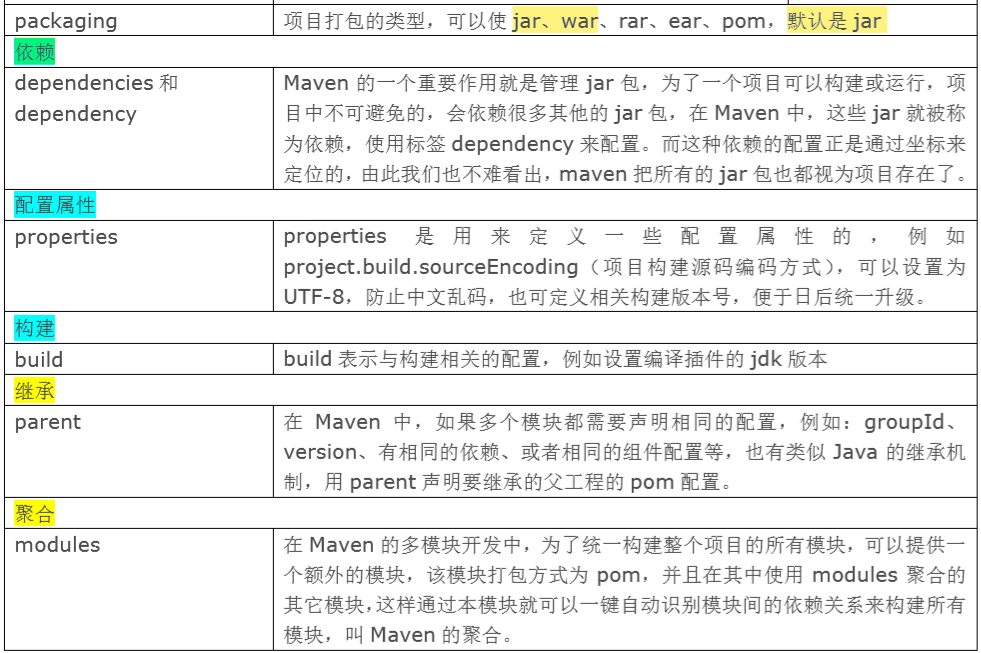 packaging
项目打包的类型，可以使 jar、war、rar、ear、pom，默认是 jar
依赖
dependencies 和
dependency
Maven 的一个重要作用就是管理 jar 包，为了一个项目可以构建或运行，项
目中不可避免的，会依赖很多其他的 jar 包，在 Maven 中，这些 jar 就被称
为依赖，使用标签 dependency 来配置。而这种依赖的配置正是通过坐标来
定位的，由此我们也不难看出，maven 把所有的 jar 包也都视为项目存在了。
配置属性
properties
properties 是用来定义一些配置属性的，例如
project.build.sourceEncoding（项目构建源码编码方式），可以设置为
UTF-8，防止中文乱码，也可定义相关构建版本号，便于日后统一升级。
构建
build
build 表示与构建相关的配置，例如设置编译插件的 jdk 版本
继承
parent
在 Maven 中，如果多个模块都需要声明相同的配置，例如：groupId、
version、有相同的依赖、或者相同的组件配置等，也有类似 Java 的继承机
制，用 parent 声明要继承的父工程的 pom 配置。
聚合
modules
在 Maven 的多模块开发中，为了统一构建整个项目的所有模块，可以提供一
个额外的模块，该模块打包方式为 pom，并且在其中使用 modules 聚合的
其它模块，这样通过本模块就可以一键自动识别模块间的依赖关系来构建所有
模块，叫 Maven 的聚合。